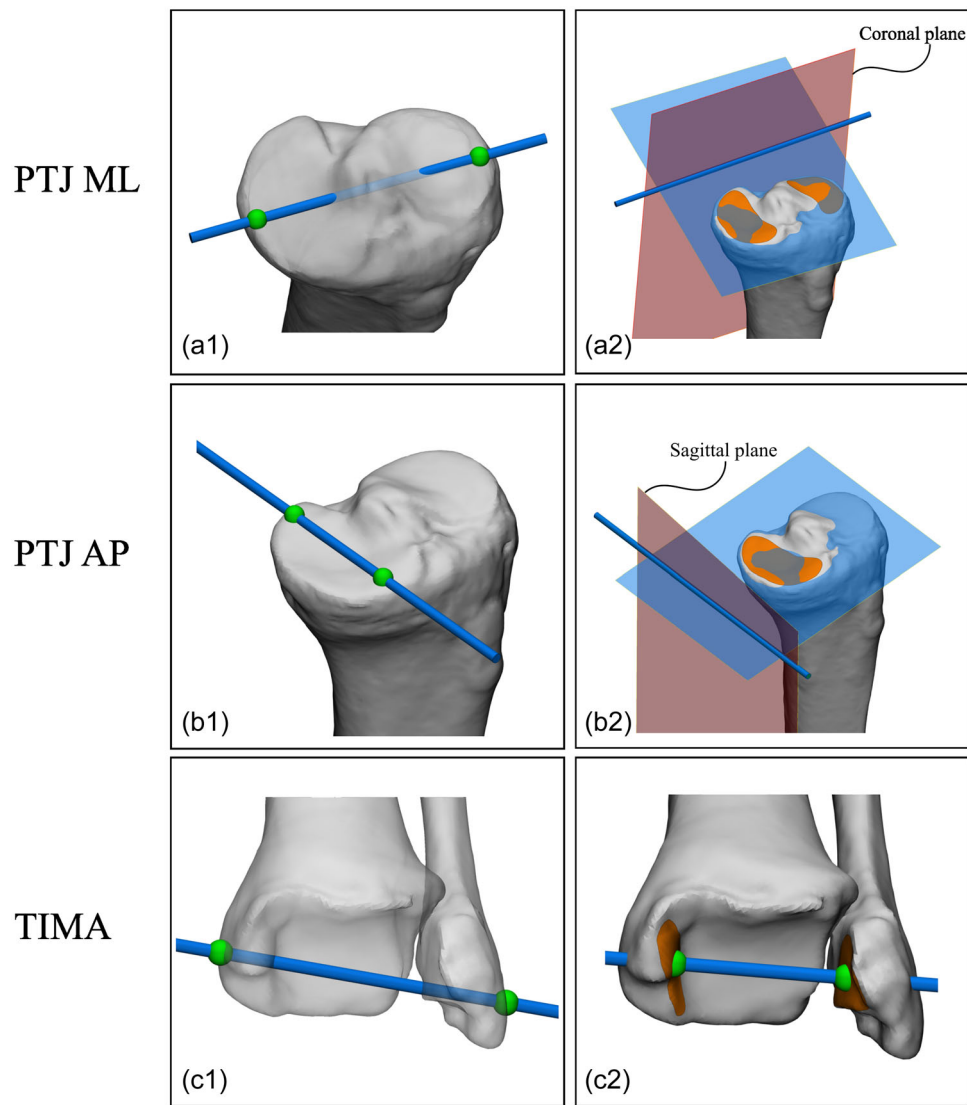 Coronal plane
PTJ ML
(a1)
(a2)
Sagittal plane
PTJ AP
(b1)
(b2)
TIMA
(c1)
(c2)